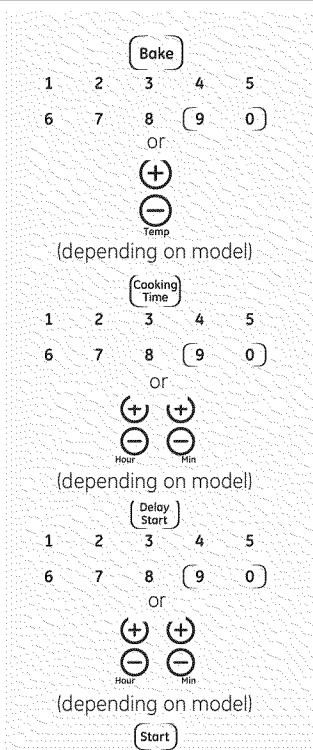 Bake
1 2 3 4 5
6 7 8 9 0
or
+
−
Temp
(depending on model)
Cooking
Time
1 2 3 4 5
6 7 8 9 0
or
+ +
− −
Hour Min
(depending on model)
Delay
Start
1 2 3 4 5
6 7 8 9 0
or
+ +
− −
Hour Min
(depending on model)
Start